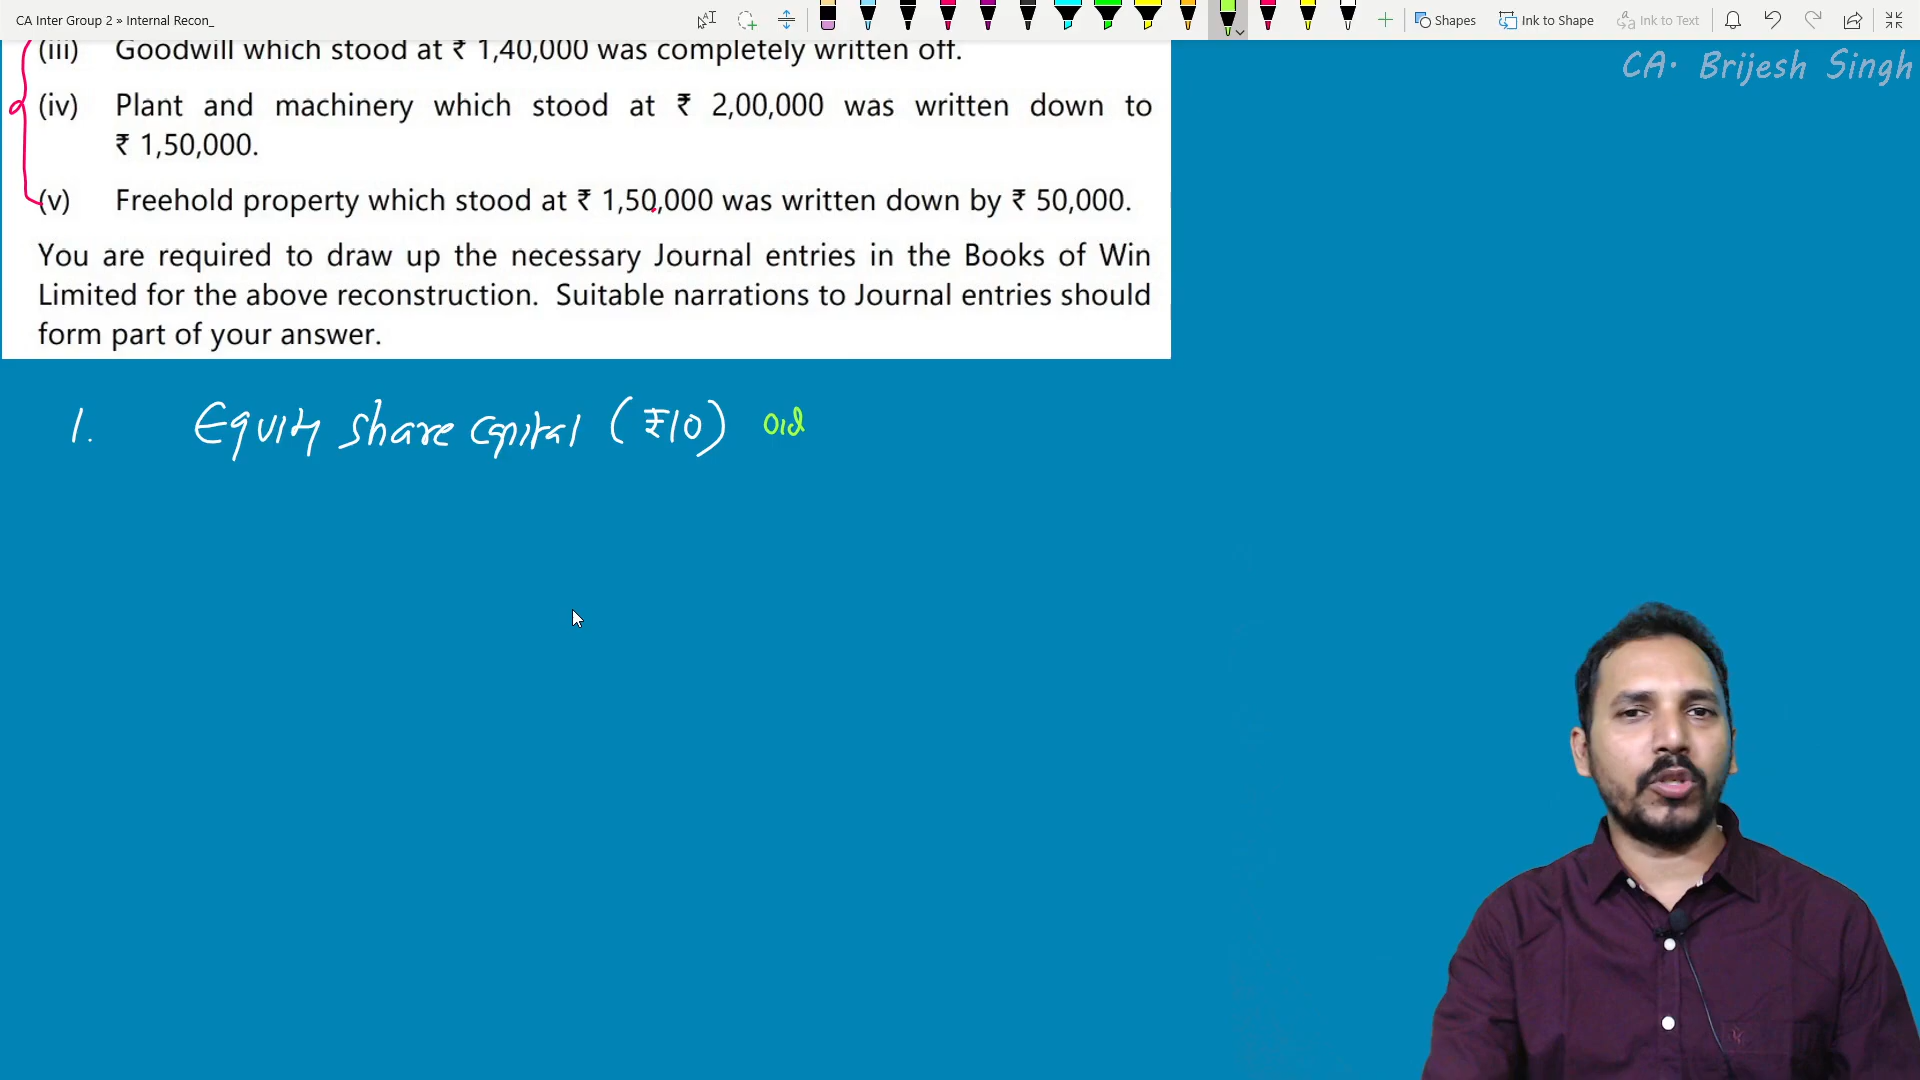 CA Inter Group 2 » Internal Recon_
Shapes
Ink to Shape
Ink to Text
CA. Brijesh Singh
(iii) Goodwill which stood at ₹ 1,40,000 was completely written off.
(iv) Plant and machinery which stood at ₹ 2,00,000 was written down to
₹ 1,50,000.
(v) Freehold property which stood at ₹ 1,50,000 was written down by ₹ 50,000.
You are required to draw up the necessary Journal entries in the Books of Win
Limited for the above reconstruction. Suitable narrations to Journal entries should
form part of your answer.
1. Equity share capital (₹10) old